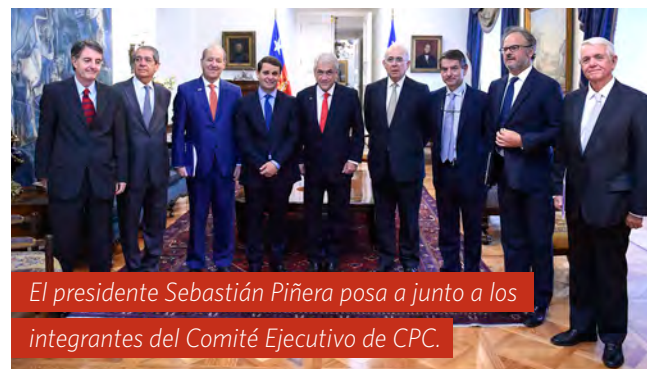 El presidente Sebastián Piñera posa a junto a los
integrantes del Comité Ejecutivo de CPC.